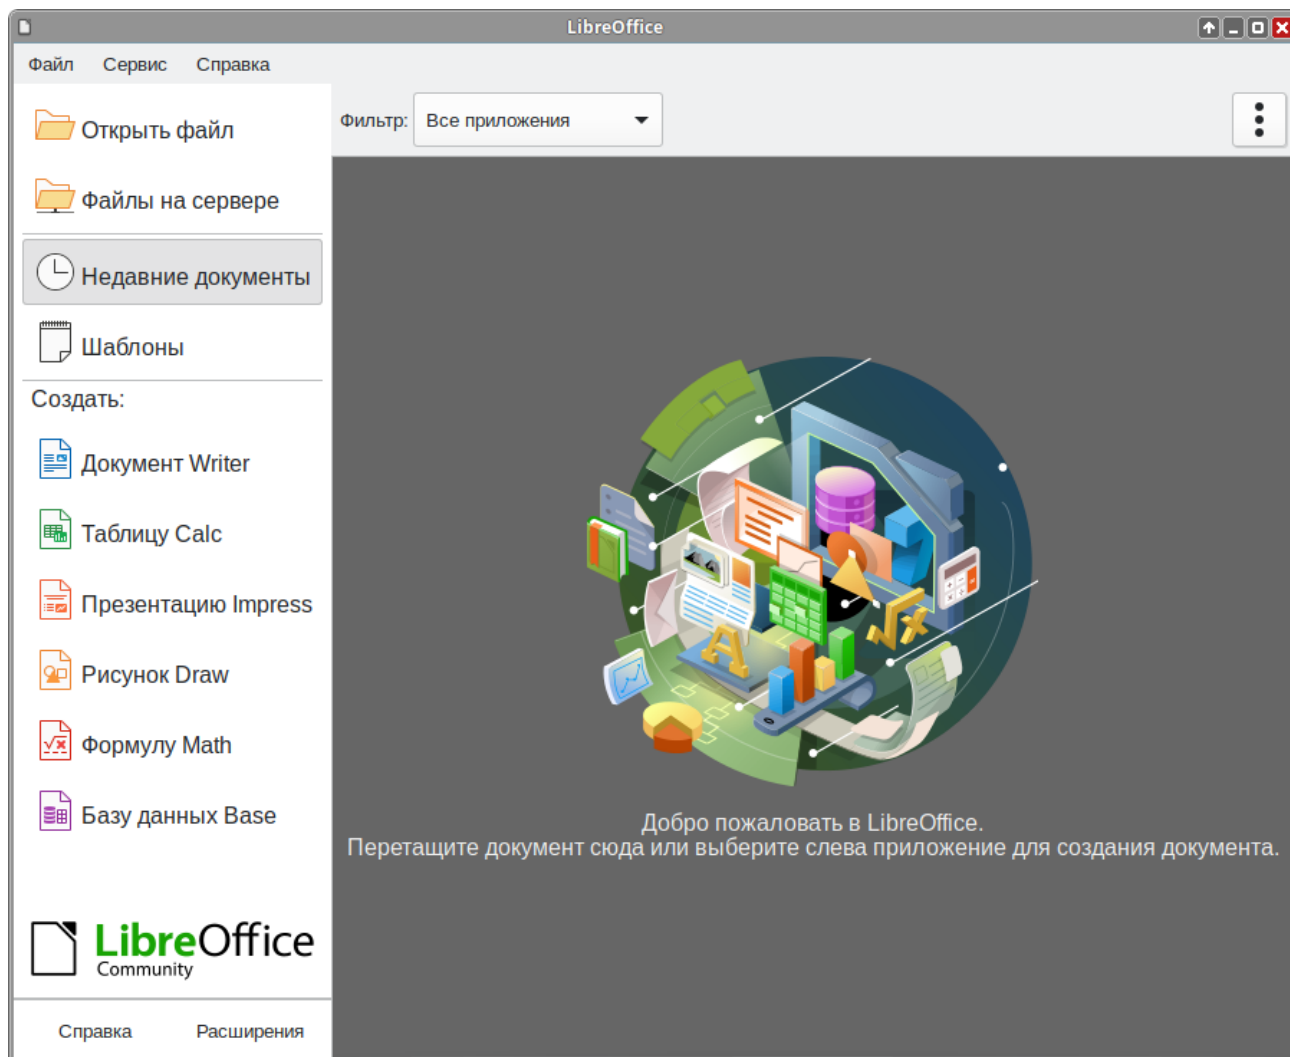 LibreOffice
Файл Сервис Справка
Открыть файл
Файлы на сервере
Недавние документы
Шаблоны
Создать:
Документ Writer
Таблицу Calc
Презентацию Impress
Рисунок Draw
Формулу Math
Базу данных Base
LibreOffice
Community
Справка Расширения
Фильтр: Все приложения
Добро пожаловать в LibreOffice.
Перетащите документ сюда или выберите слева приложение для создания документа.